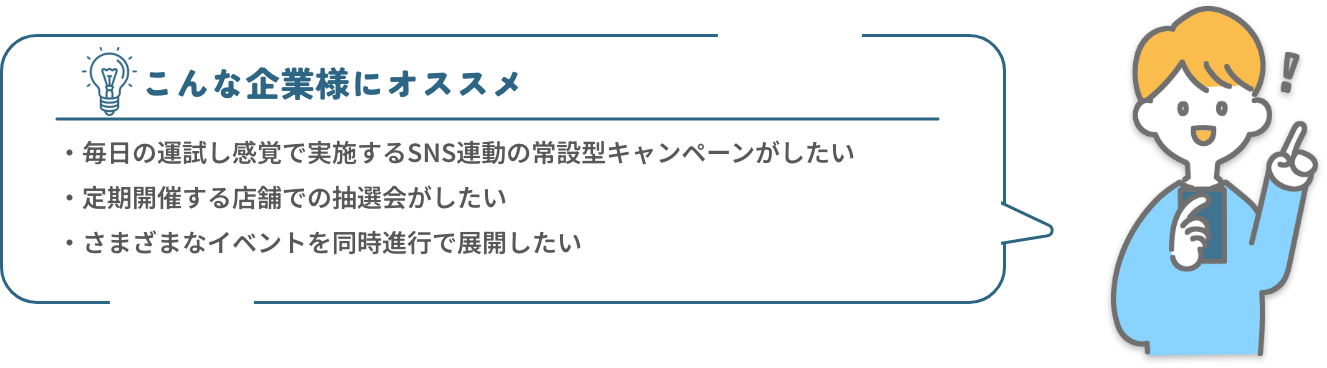 こんな企業様にオススメ
・毎日の運試し感覚で実施するSNS連動の常設型キャンペーンがしたい
・定期開催する店舗での抽選会がしたい
・さまざまなイベントを同時進行で展開したい
!